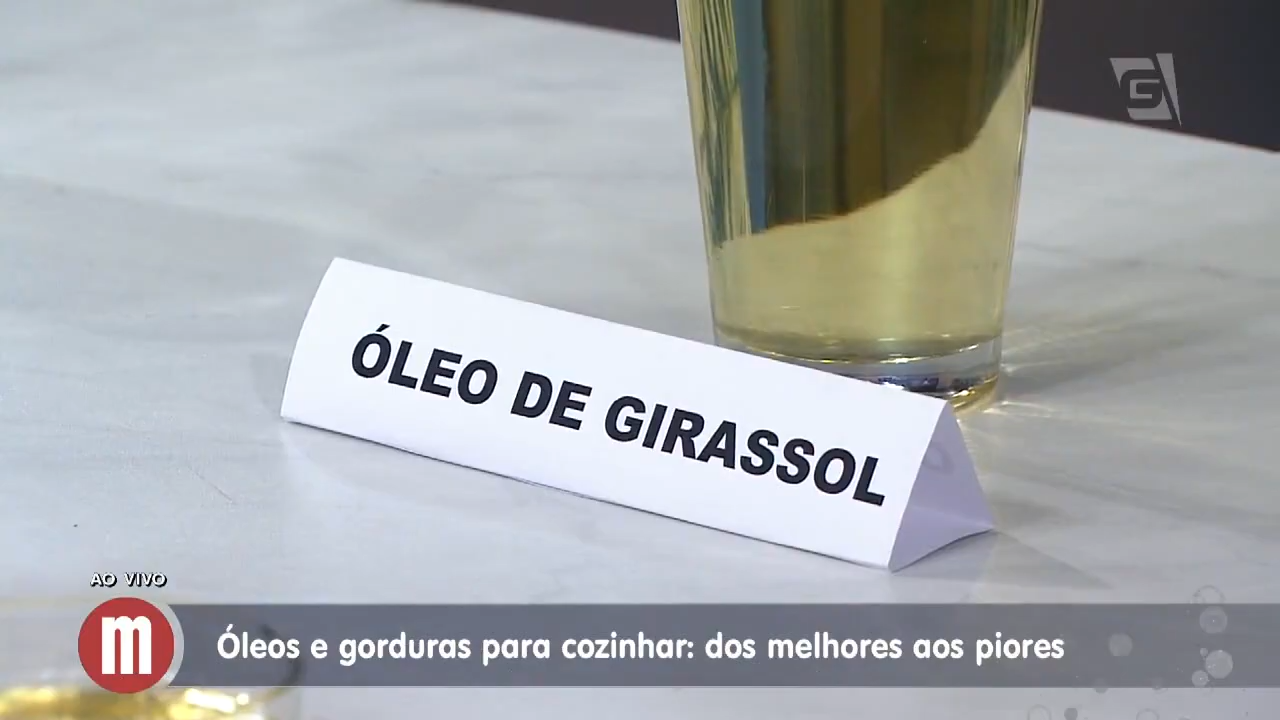 ÓLEO DE GIRASSOL
AO VIVO
m
Óleos e gorduras para cozinhar: dos melhores aos piores